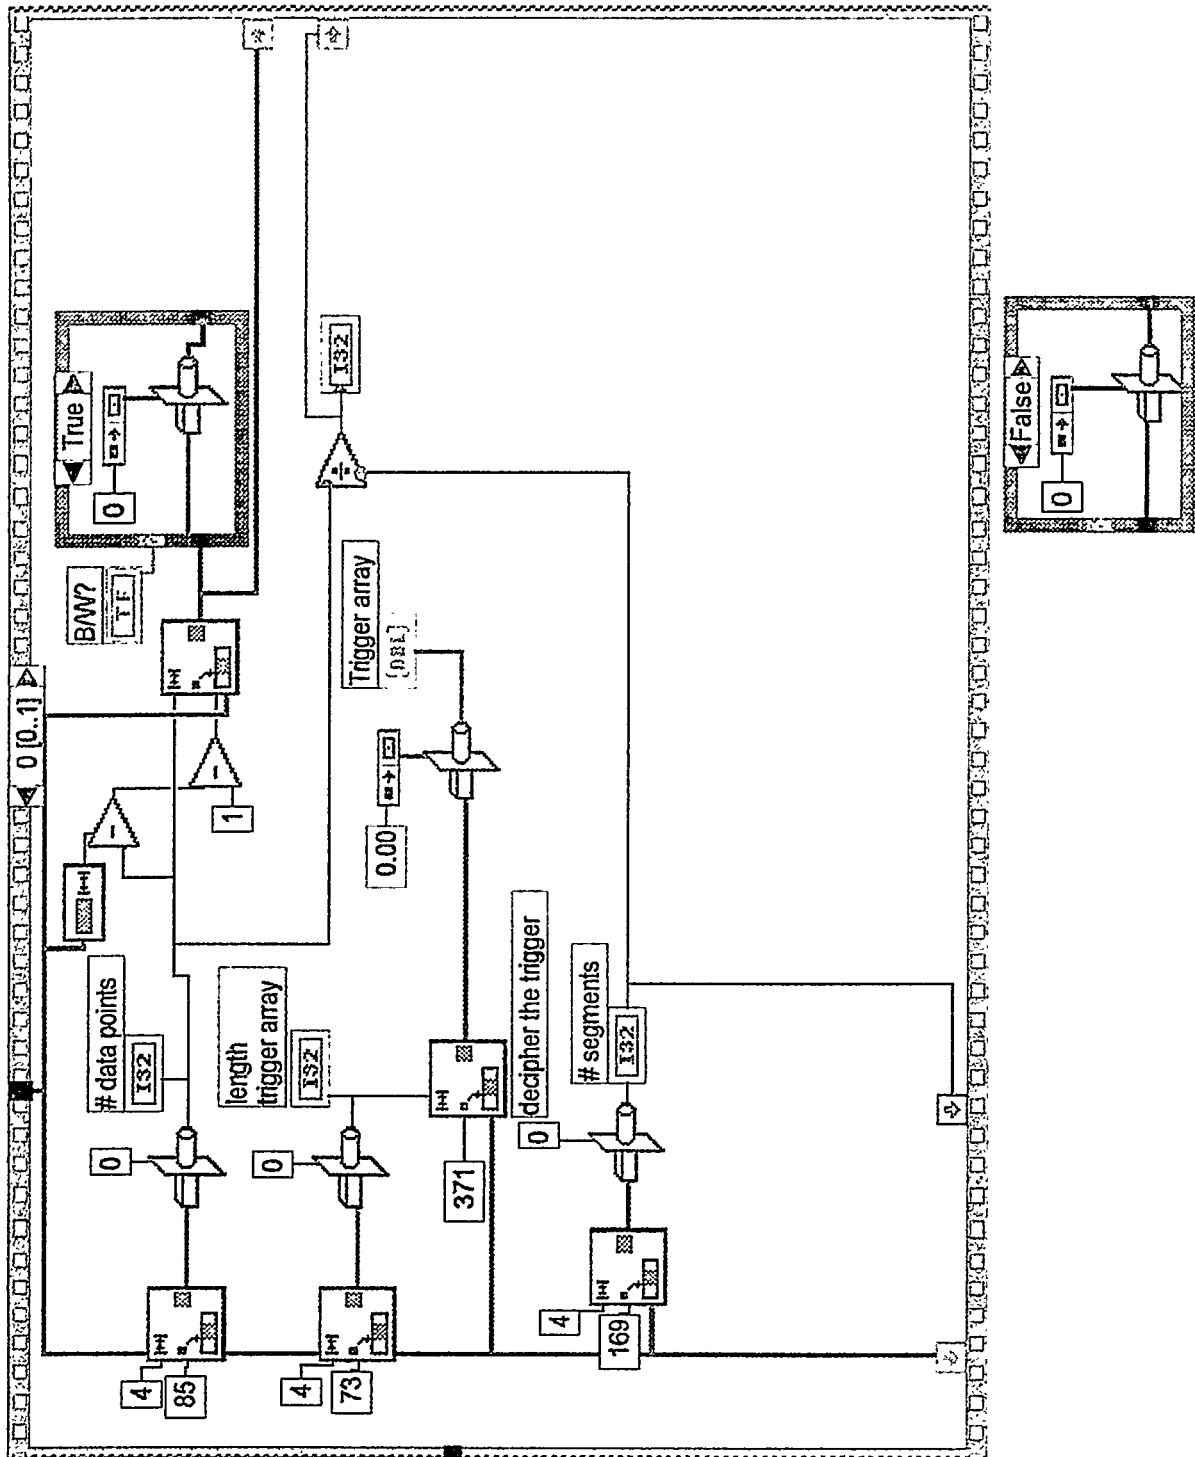 0 [0..1]
True
0
B/W?
TF
1
# data points
I32
0
4
85
I32
length
trigger array
I32
0
4
73
Trigger array
[DBL]
0.00
371
decipher the trigger
# segments
I32
0
4
169
False
0